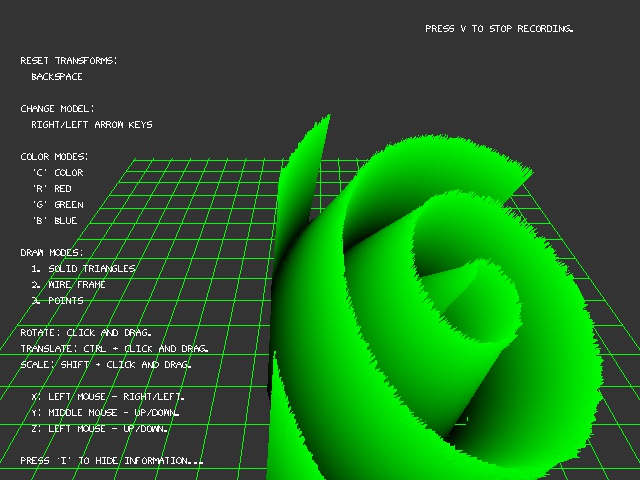 PRESS V TO STOP RECORDING.
RESET TRANSFORMS:
BACKSPACE
CHANGE MODEL:
RIGHT/LEFT ARROW KEYS
COLOR MODES:
'C' COLOR
'R' RED
'G' GREEN
'B' BLUE
DRAW MODES:
1. SOLID TRIANGLES
2. WIRE FRAME
3. POINTS
ROTATE: CLICK AND DRAG.
TRANSLATE: CTRL + CLICK AND DRAG.
SCALE: SHIFT + CLICK AND DRAG.
X: LEFT MOUSE - RIGHT/LEFT.
Y: MIDDLE MOUSE - UP/DOWN.
Z: LEFT MOUSE - UP/DOWN.
PRESS 'I' TO HIDE INFORMATION...